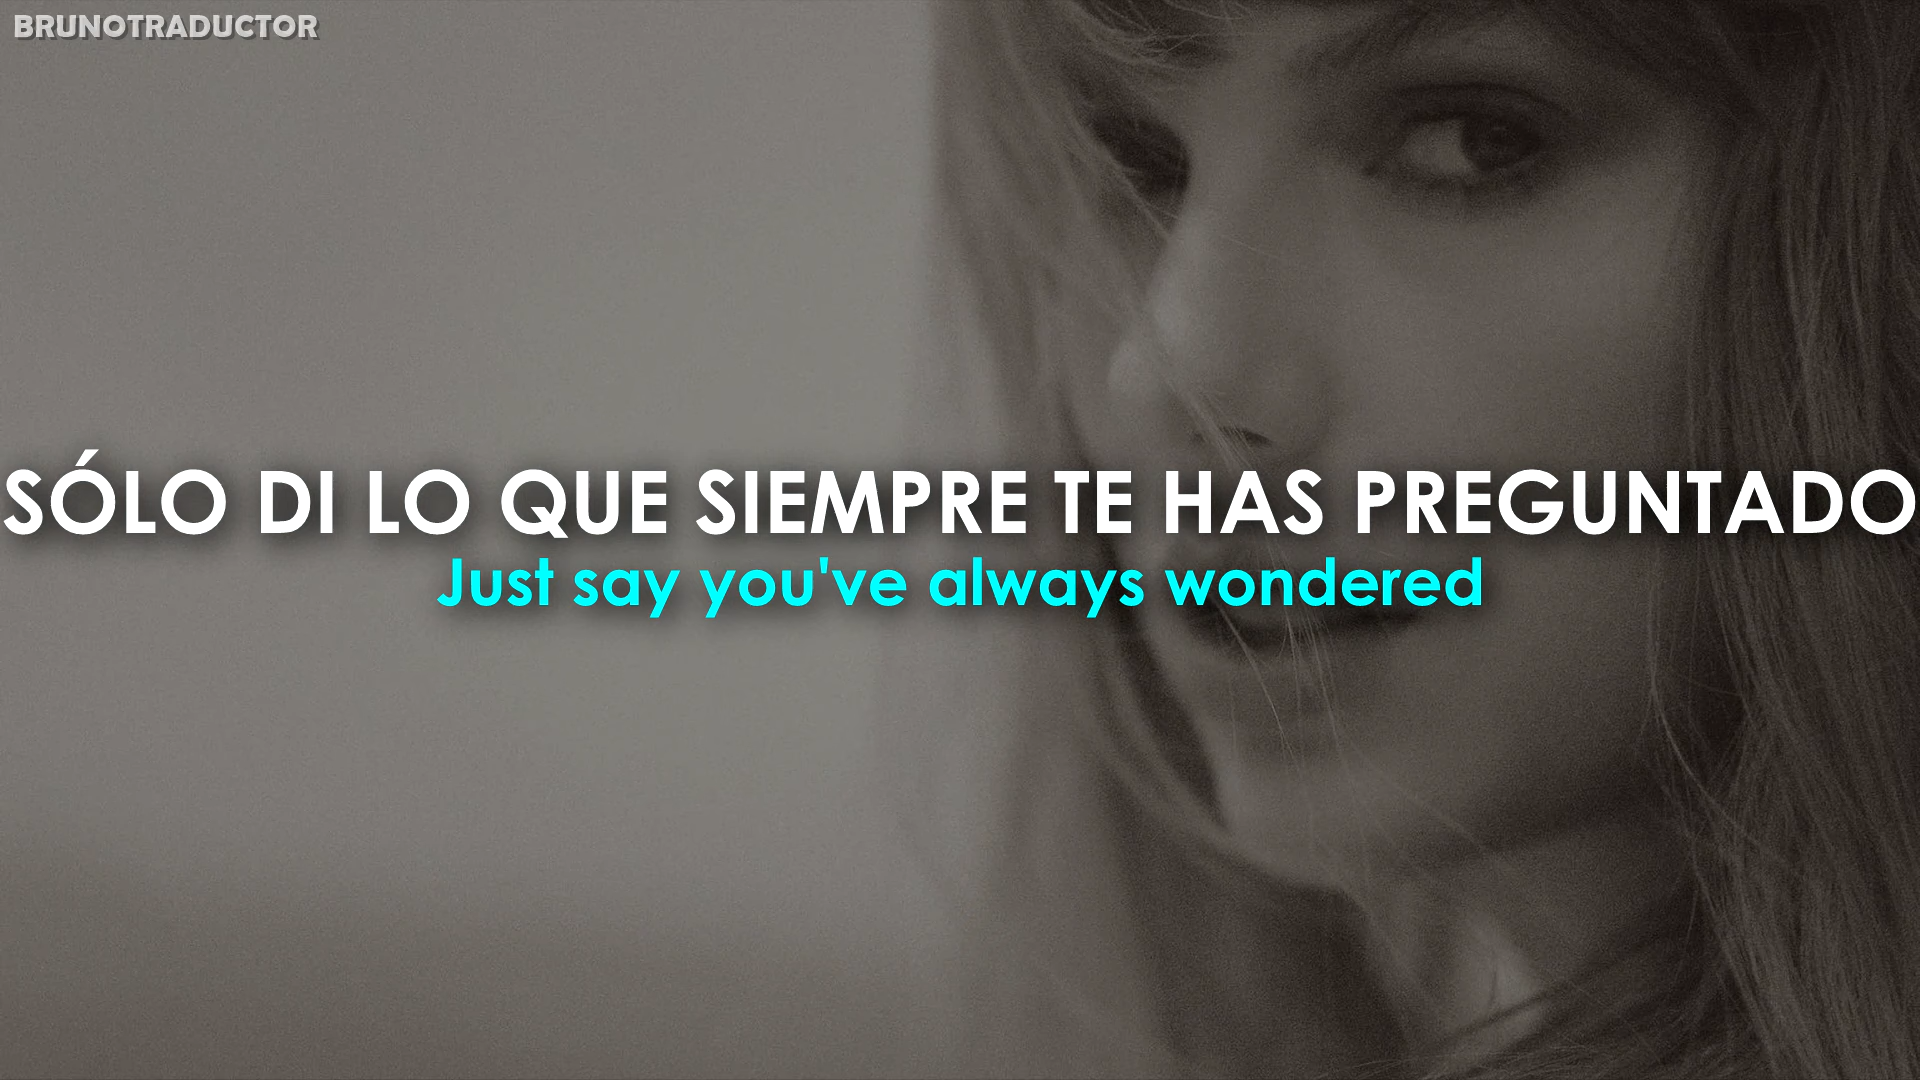 BRUNOTRADUCTOR
SÓLO DI LO QUE SIEMPRE TE HAS PREGUNTADO
Just say you've always wondered